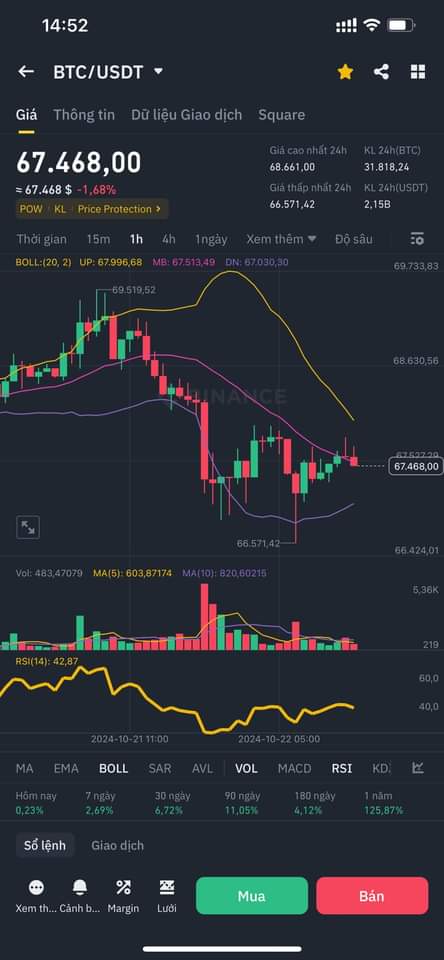 14:52
BTC/USDT
Giá Thông tin Dữ liệu Giao dịch Square
67.468,00
≈ 67.468 $ -1,68%
POW KL Price Protection >
Giá cao nhất 24h KL 24h(BTC)
68.661,00 31.818,24
Giá thấp nhất 24h KL 24h(USDT)
66.571,42 2,15B
Thời gian 15m 1h 4h 1ngày Xem thêm Độ sâu
BOLL:(20, 2) UP: 67.996,68 MB: 67.513,49 DN: 67.030,30
69.733,83
69.519,52
68.630,56
BINANCE
67.527,29
67.468,00
66.571,42
66.424,01
Vol: 483,47079 MA(5): 603,87174 MA(10): 820,60215
5,36K
219
RSI(14): 42,87
60,0
40,0
2024-10-21 11:00 2024-10-22 05:00
MA EMA BOLL SAR AVL VOL MACD RSI KD
Hôm nay 7 ngày 30 ngày 90 ngày 180 ngày 1 năm
0,23% 2,69% 6,72% 11,05% 4,12% 125,87%
Sổ lệnh Giao dịch
Xem th... Cảnh b... Margin Lưới
Mua Bán